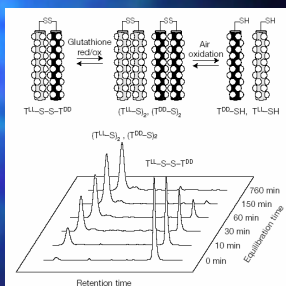 SS
SS
SS
SH
SH
Glutathione
red/ox
Air
oxidation
T^LL–S–S–T^DD
(T^LL–S)₂, (T^DD–S)₂
T^DD–SH, T^LL–SH
(T^LL–S)₂, (T^DD–S)₂
T^LL–S–S–T^DD
760 min
150 min
60 min
30 min
10 min
0 min
Equilibration time
Retention time